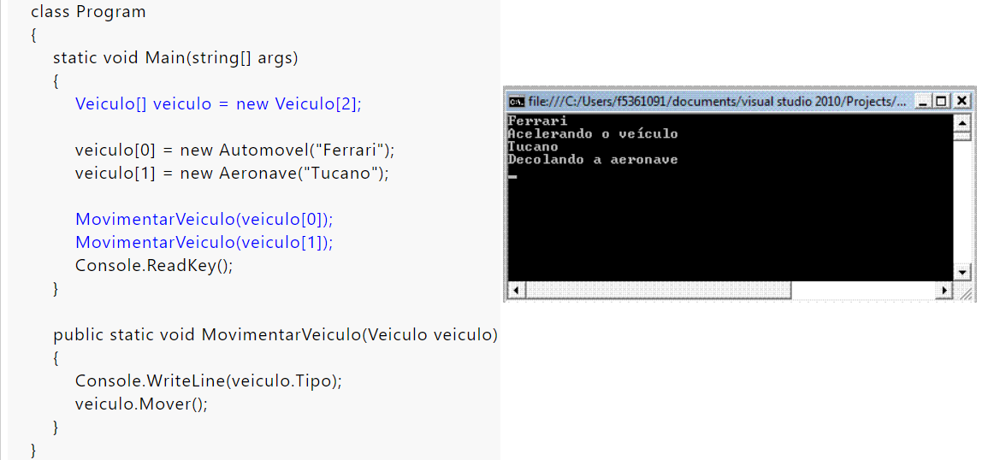 class Program
{
static void Main(string[] args)
{
Veiculo[] veiculo = new Veiculo[2];
veiculo[0] = new Automovel("Ferrari");
veiculo[1] = new Aeronave("Tucano");
MovimentarVeiculo(veiculo[0]);
MovimentarVeiculo(veiculo[1]);
Console.ReadKey();
}
public static void MovimentarVeiculo(Veiculo veiculo)
{
Console.WriteLine(veiculo.Tipo);
veiculo.Mover();
}
}
file:///C:/Users/f5361091/documents/visual studio 2010/Projects/...
Ferrari
Acelerando o veículo
Tucano
Decolando a aeronave